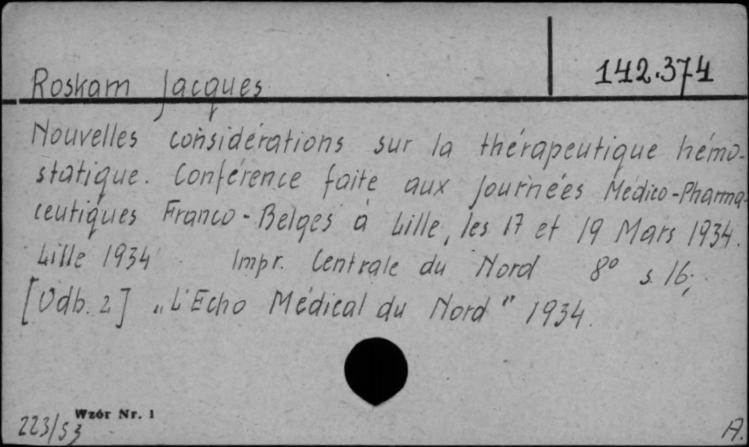 142.374
Roskam Jacques
Nouvelles considérations sur la thérapeutique hémo-
statique. Conférence faite aux Journées Médico-Pharma-
ceutiques Franco-Belges à Lille, les 17 et 19 Mars 1934.
Lille 1934 Impr. Centrale du Nord 8° s. 16;
[Odb. z] „L'Echo Médical du Nord" 1934.
Wzór Nr. 1
223/53 A.